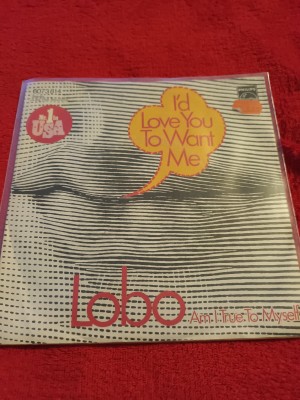 1
USA
I'd
Love You
To Want
Me
Lobo
Am I True To Myself